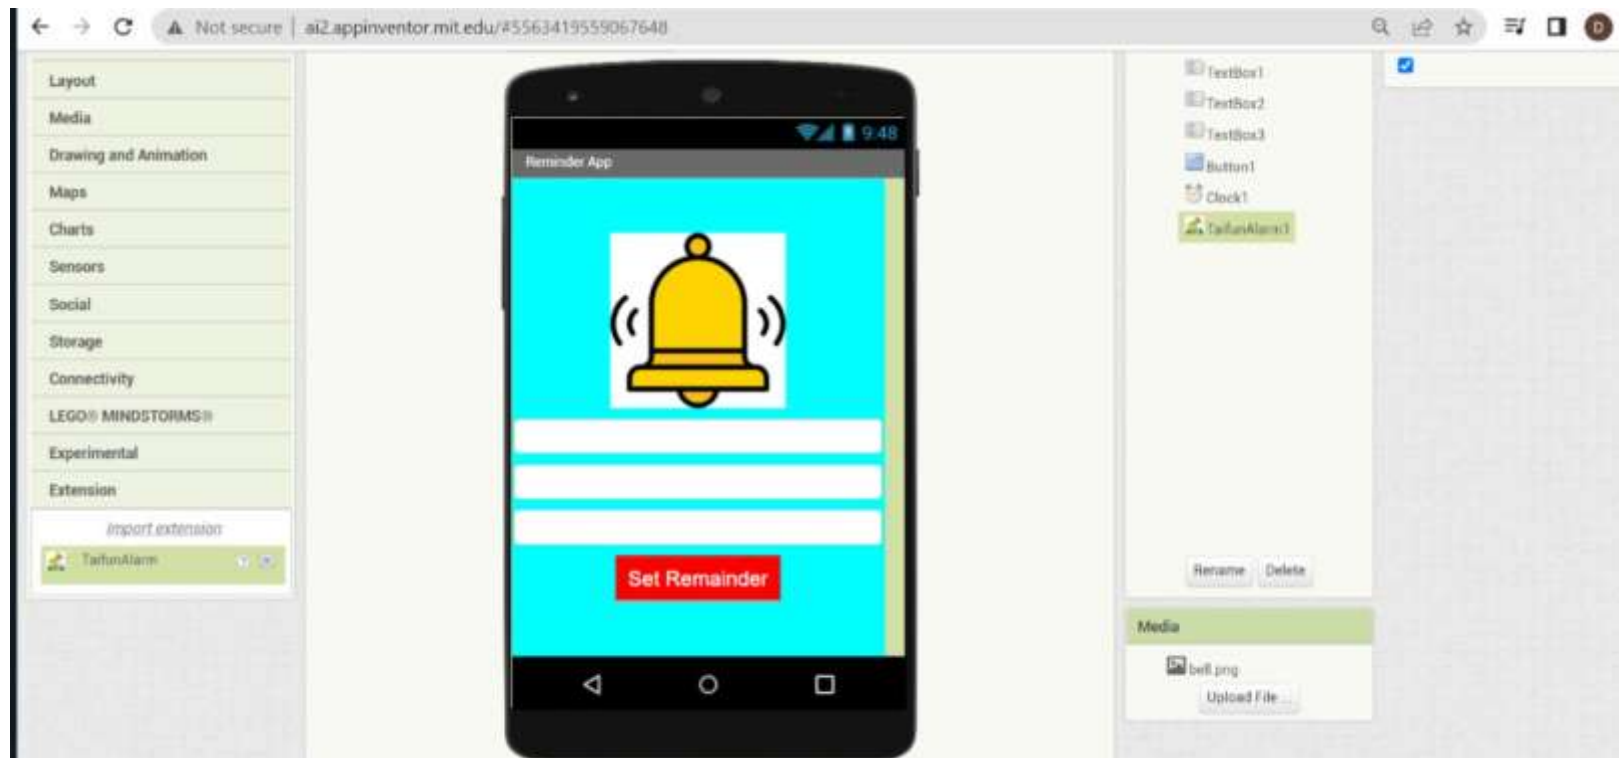 Not secure | ai2.appinventor.mit.edu/#5563419559067648
D
Layout
Media
Drawing and Animation
Maps
Charts
Sensors
Social
Storage
Connectivity
LEGO® MINDSTORMS®
Experimental
Extension
Import extension
TaifunAlarm
9:48
Reminder App
Set Remainder
TextBox1
TextBox2
TextBox3
Button1
Clock1
TaifunAlarm1
Rename Delete
Media
bell.png
Upload File ...